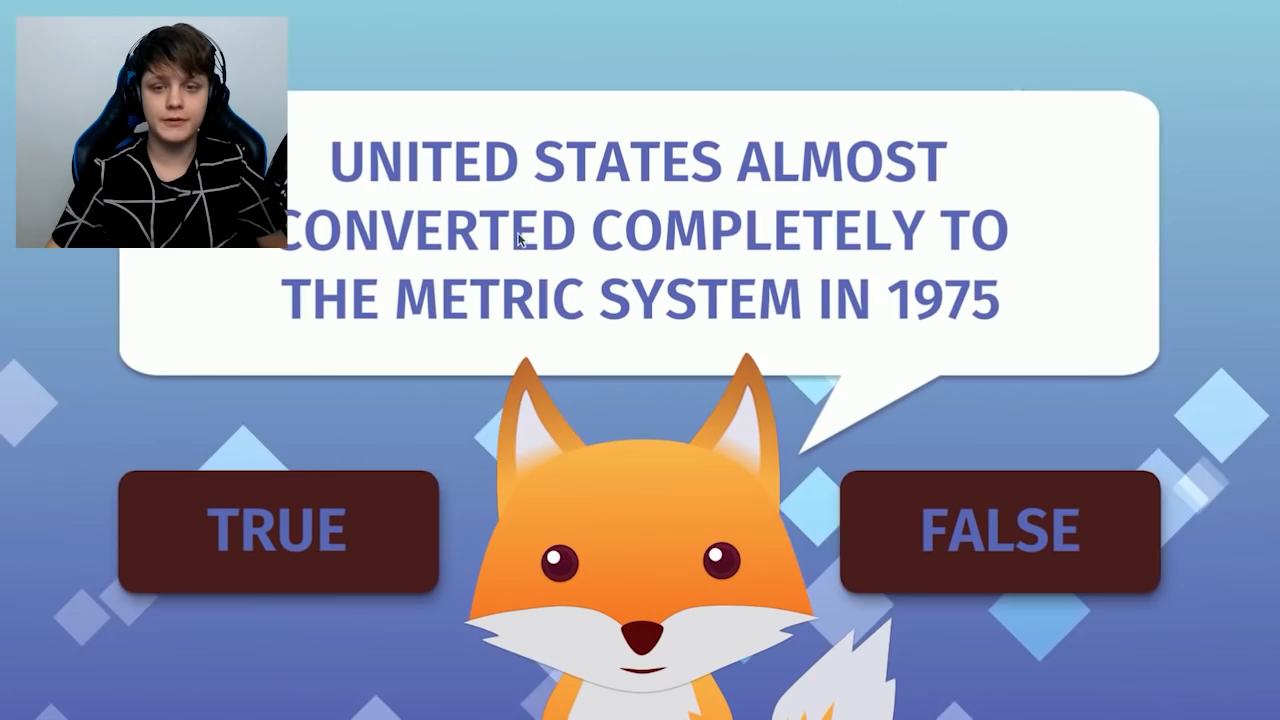 UNITED STATES ALMOST
CONVERTED COMPLETELY TO
THE METRIC SYSTEM IN 1975
TRUE
FALSE